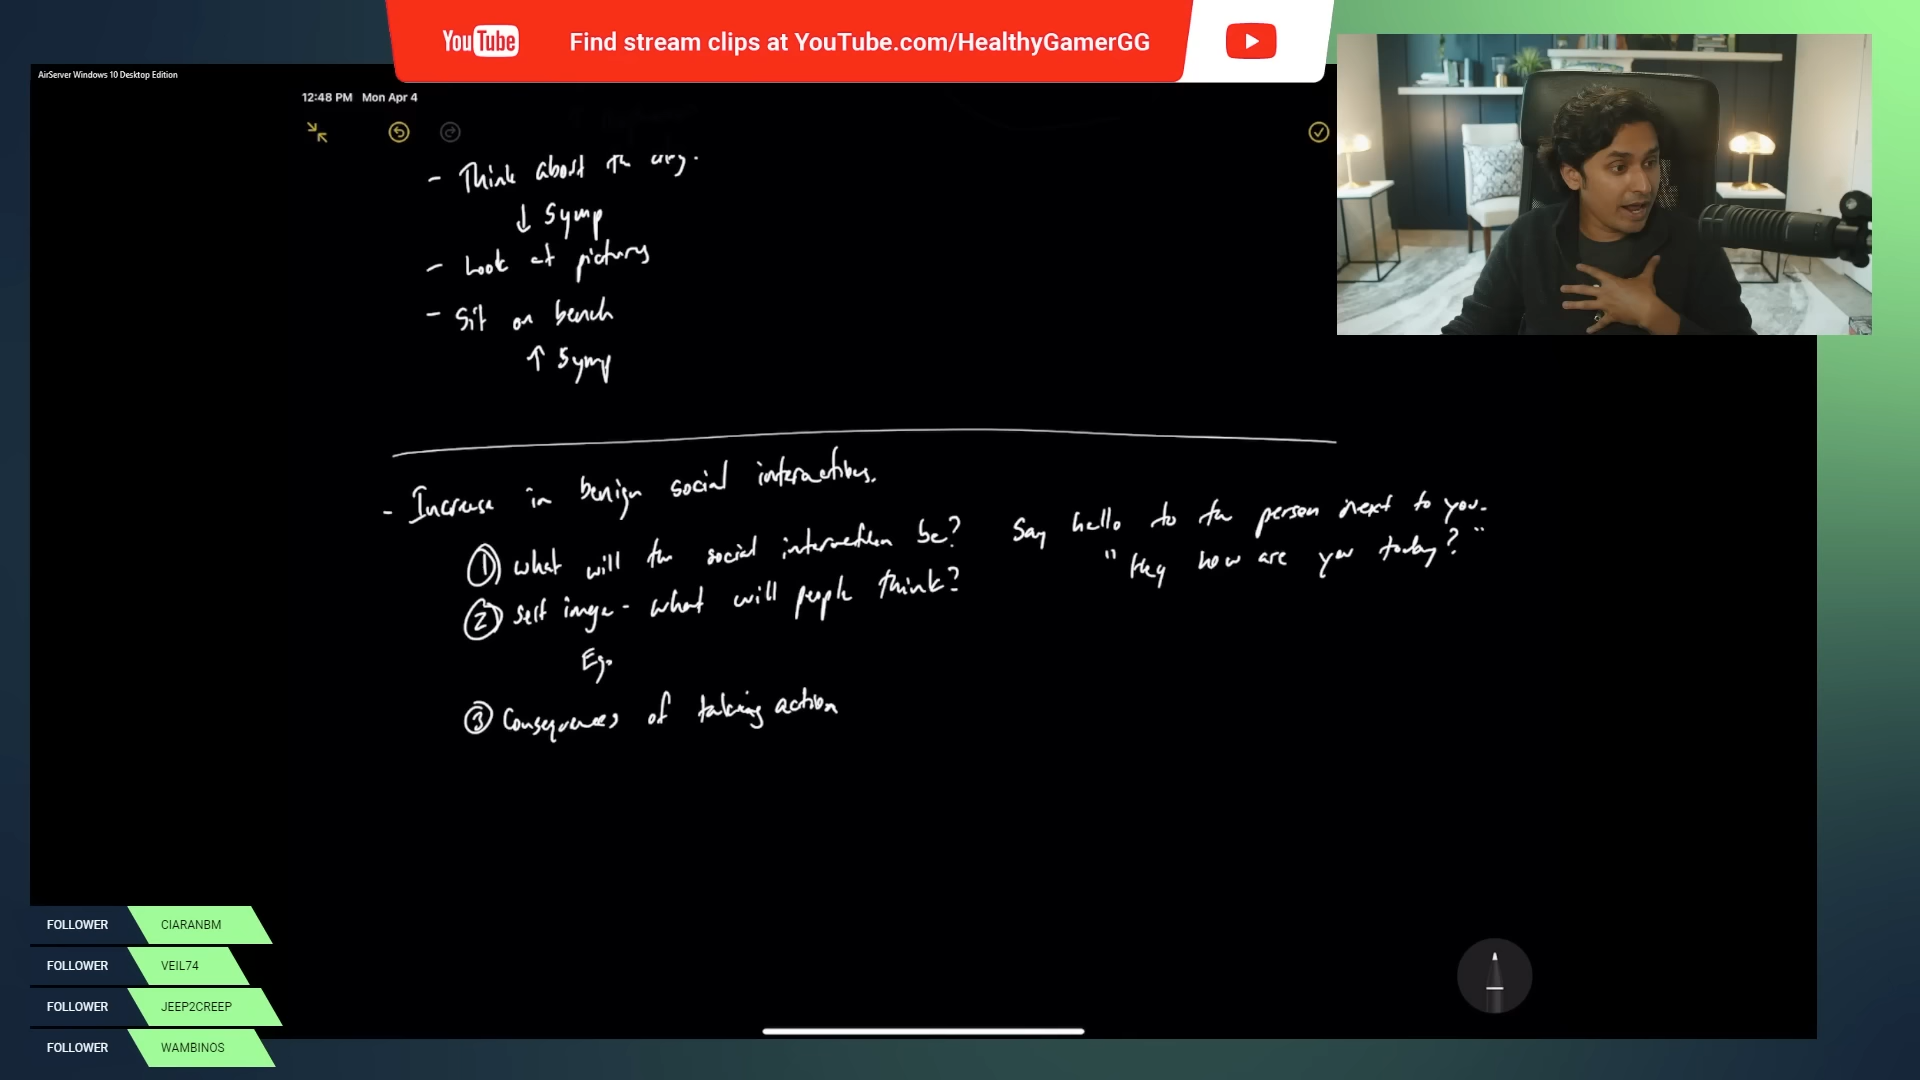 YouTube
Find stream clips at YouTube.com/HealthyGamerGG
AirServer Windows 10 Desktop Edition
12:48 PM Mon Apr 4
- Think about the
↓ Symp
- Look at pictures
- Sit on bench
↑ Symp
- Increase in benign social interactions.
① What will the social interaction be?
Say hello to the person next to you.
"Hey how are you today?"
② Self image - what will people think?
Eg.
③ Consequences of taking action
FOLLOWER CIARANBM
FOLLOWER VEIL74
FOLLOWER JEEP2CREEP
FOLLOWER WAMBINOS